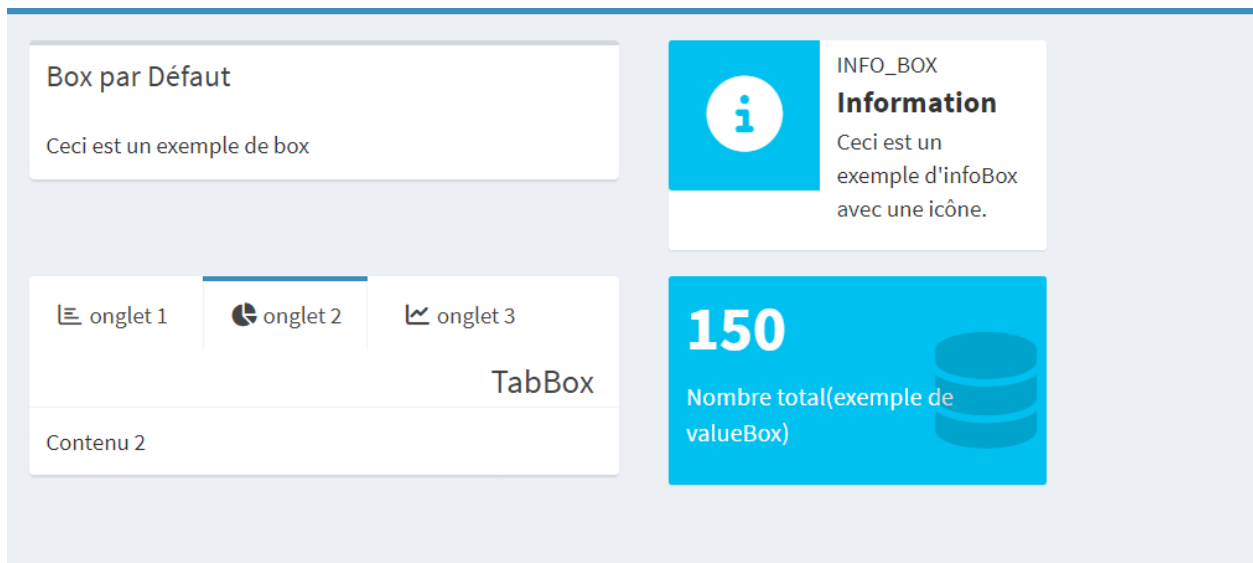 Box par Défaut
Ceci est un exemple de box
INFO_BOX
Information
Ceci est un
exemple d'infoBox
avec une icône.
onglet 1
onglet 2
onglet 3
TabBox
Contenu 2
150
Nombre total(exemple de
valueBox)